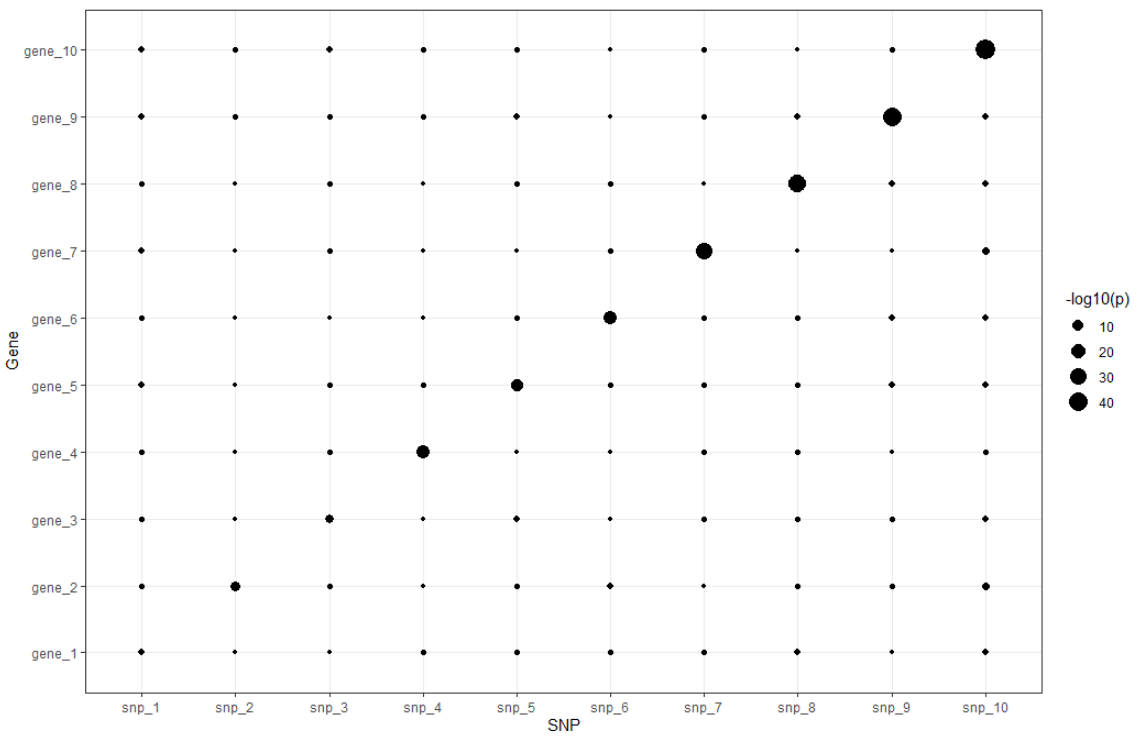 gene_10
gene_9
gene_8
gene_7
gene_6
gene_5
gene_4
gene_3
gene_2
gene_1
Gene
snp_1 snp_2 snp_3 snp_4 snp_5 snp_6 snp_7 snp_8 snp_9 snp_10
SNP
-log10(p)
10
20
30
40